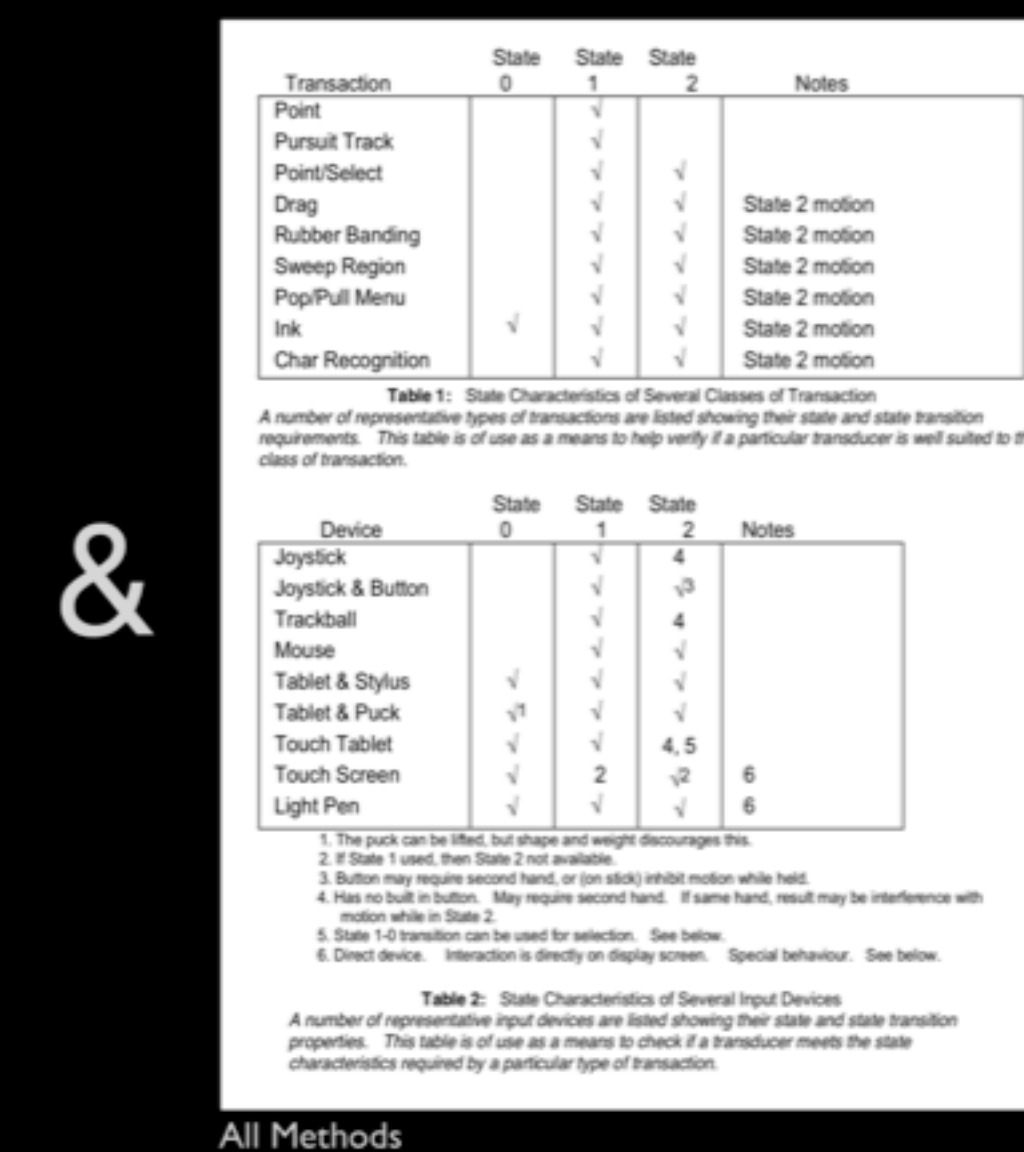 State State State
Transaction 0 1 2 Notes
Point √
Pursuit Track √
Point/Select √ √
Drag √ √ State 2 motion
Rubber Banding √ √ State 2 motion
Sweep Region √ √ State 2 motion
Pop/Pull Menu √ √ State 2 motion
Ink √ √ √ State 2 motion
Char Recognition √ √ State 2 motion
Table 1: State Characteristics of Several Classes of Transaction
A number of representative types of transactions are listed showing their state and state transition
requirements. This table is of use as a means to help verify if a particular transducer is well suited to th
class of transaction.
State State State
Device 0 1 2 Notes
Joystick √ 4
&
Joystick & Button √ √3
Trackball √ 4
Mouse √ √
Tablet & Stylus √ √ √
Tablet & Puck √1 √ √
Touch Tablet √ √ 4, 5
Touch Screen √ 2 √2 6
Light Pen √ √ √ 6
1. The puck can be lifted, but shape and weight discourages this.
2. If State 1 used, then State 2 not available.
3. Button may require second hand, or (on stick) inhibit motion while held.
4. Has no built in button. May require second hand. If same hand, result may be interference with
motion while in State 2.
5. State 1-0 transition can be used for selection. See below.
6. Direct device. Interaction is directly on display screen. Special behaviour. See below.
Table 2: State Characteristics of Several Input Devices
A number of representative input devices are listed showing their state and state transition
properties. This table is of use as a means to check if a transducer meets the state
characteristics required by a particular type of transaction.
All Methods